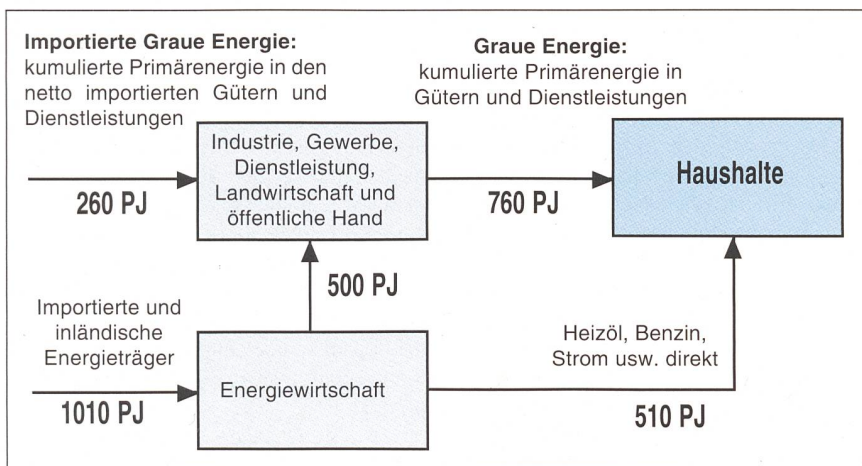 Importierte Graue Energie:
kumulierte Primärenergie in den
netto importierten Gütern und
Dienstleistungen
Graue Energie:
kumulierte Primärenergie in
Gütern und Dienstleistungen
Industrie, Gewerbe,
Dienstleistung,
Landwirtschaft und
öffentliche Hand
Haushalte
260 PJ
760 PJ
500 PJ
Importierte und
inländische
Energieträger
Energiewirtschaft
Heizöl, Benzin,
Strom usw. direkt
1010 PJ
510 PJ